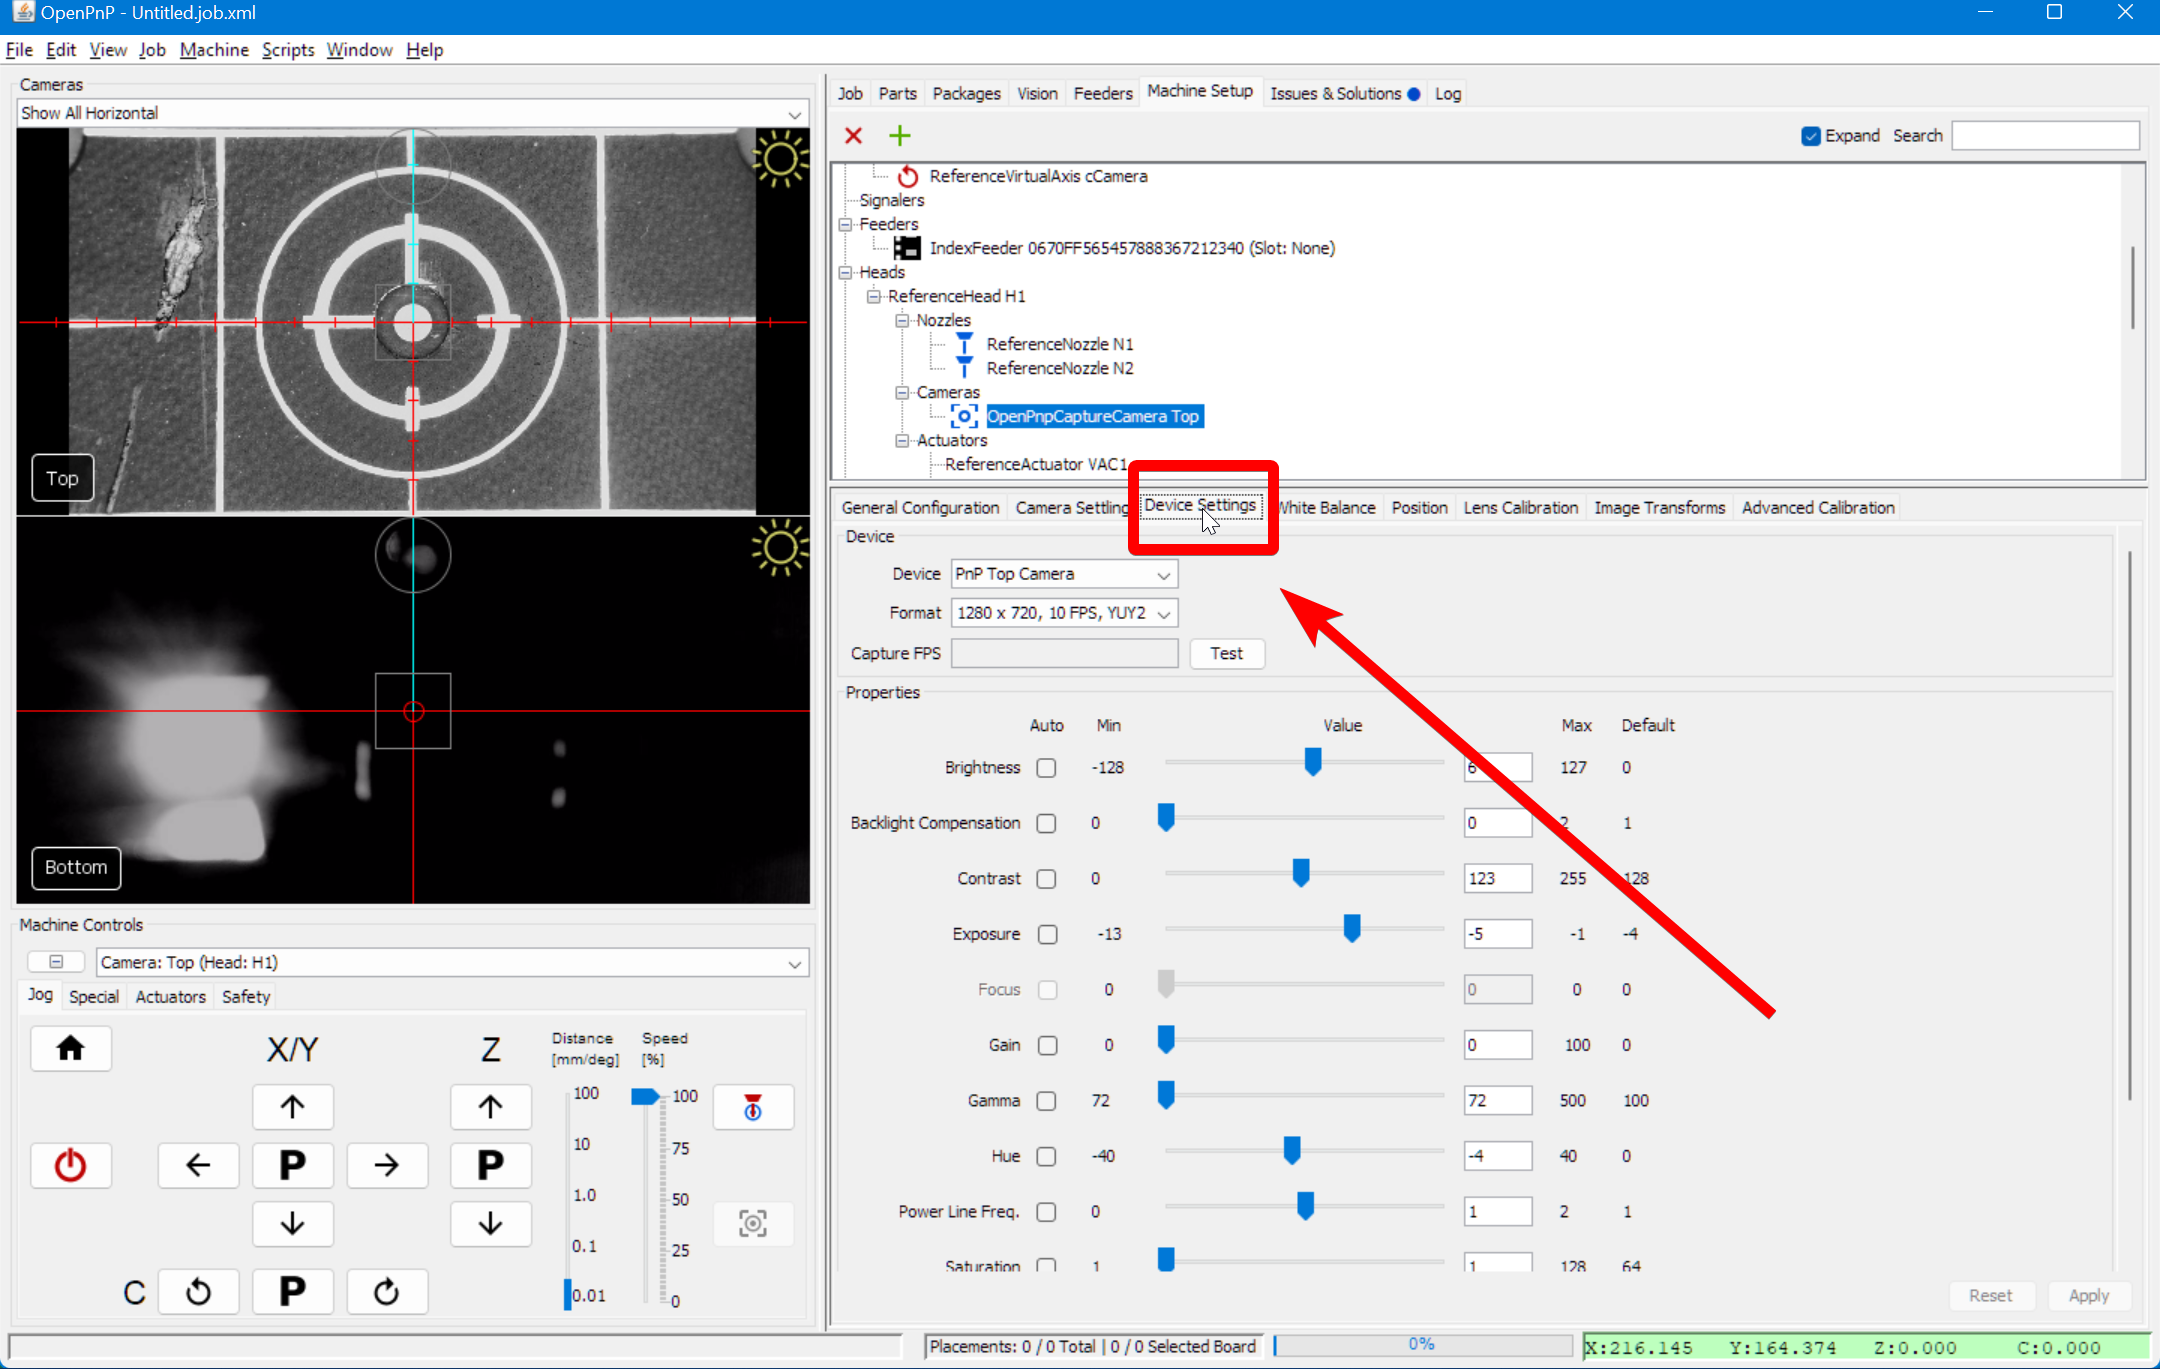 OpenPnP - Untitled.job.xml
File Edit View Job Machine Scripts Window Help
Cameras
Show All Horizontal
Top
Bottom
Machine Controls
Camera: Top (Head: H1)
Jog Special Actuators Safety
X/Y Z Distance [mm/deg] Speed [%]
100 100
10 75
1.0 50
0.1 25
0.01 0
P P
C P
Job Parts Packages Vision Feeders Machine Setup Issues & Solutions Log
Expand Search
ReferenceVirtualAxis cCamera
Signalers
Feeders
IndexFeeder 0670FF565457888367212340 (Slot: None)
Heads
ReferenceHead H1
Nozzles
ReferenceNozzle N1
ReferenceNozzle N2
Cameras
OpenPnpCaptureCamera Top
Actuators
ReferenceActuator VAC1
General Configuration Camera Settling Device Settings White Balance Position Lens Calibration Image Transforms Advanced Calibration
Device
Device PnP Top Camera
Format 1280 x 720, 10 FPS, YUY2
Capture FPS Test
Properties
Auto Min Value Max Default
Brightness -128 6 127 0
Backlight Compensation 0 0 2 1
Contrast 0 123 255 128
Exposure -13 -5 -1 -4
Focus 0 0 0 0
Gain 0 0 100 0
Gamma 72 72 500 100
Hue -40 -4 40 0
Power Line Freq. 0 1 2 1
Saturation 1 1 128 64
Reset Apply
Placements: 0 / 0 Total | 0 / 0 Selected Board 0% X:216.145 Y:164.374 Z:0.000 C:0.000